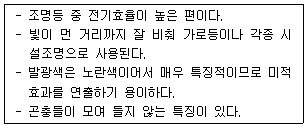 - 조명등 중 전기효율이 높은 편이다.
- 빛이 먼 거리까지 잘 비춰 가로등이나 각종 시
설조명으로 사용된다.
- 발광색은 노란색이어서 매우 특징적이므로 미적
효과를 연출하기 용이하다.
- 곤충들이 모여 들지 않는 특징이 있다.